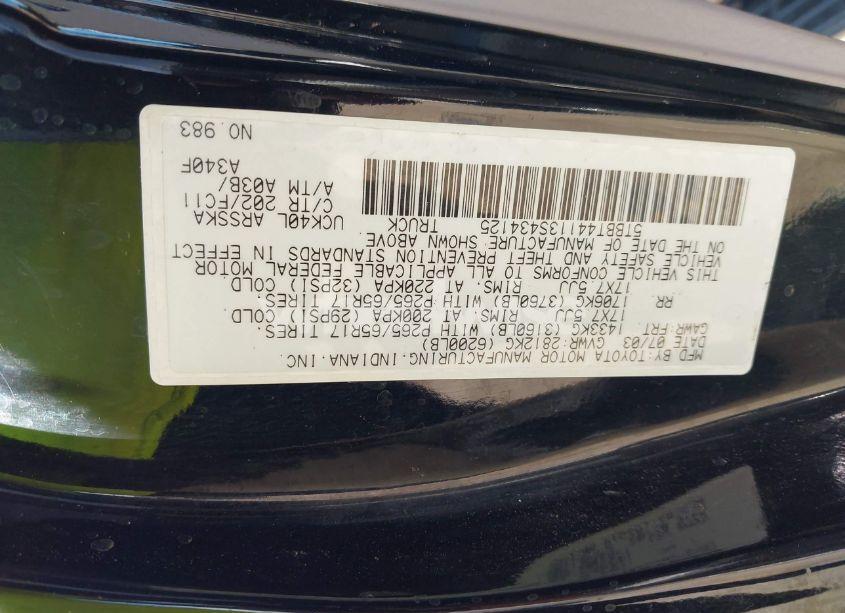 MFD BY:TOYOTA MOTOR MANUFACTURING,INDIANA,INC.
DATE 07/03 GVWR:2812KG (6200LB)
GAWR:FRT 1433KG (3160LB) WITH P265/65R17 TIRES,
17X7.5JJ RIMS, AT 200KPA (29PSI) COLD
RR 1706KG (3760LB) WITH P265/65R17 TIRES,
17X7.5JJ RIMS, AT 220KPA (32PSI) COLD
THIS VEHICLE CONFORMS TO ALL APPLICABLE FEDERAL MOTOR
VEHICLE SAFETY AND THEFT PREVENTION STANDARDS IN EFFECT
ON THE DATE OF MANUFACTURE SHOWN ABOVE.
5TBBT44113S434125 TRUCK
UCK40L ARSSKA
C/TR 202/FC11
A/TM A03B/
A340F
NO.983